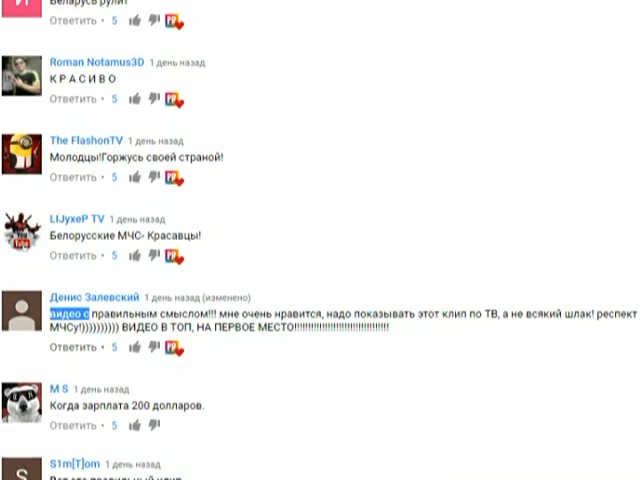 Беларусь рулит
Ответить • 5
Roman Notamus3D 1 день назад
К Р А С И В О
Ответить • 5
The FlashonTV 1 день назад
Молодцы!Горжусь своей страной!
Ответить • 5
LIJyxeP TV 1 день назад
Белорусские МЧС- Красавцы!
Ответить • 5
Денис Залевский 1 день назад (изменено)
видео с правильным смыслом!!! мне очень нравится, надо показывать этот клип по ТВ, а не всякий шлак! респект
МЧСу!)))))))))) ВИДЕО В ТОП, НА ПЕРВОЕ МЕСТО!!!!!!!!!!!!!!!!!!!!!!!!!!!!!!!!!!
Ответить • 5
M S 1 день назад
Когда зарплата 200 долларов.
Ответить • 5
S1m[T]om 1 день назад